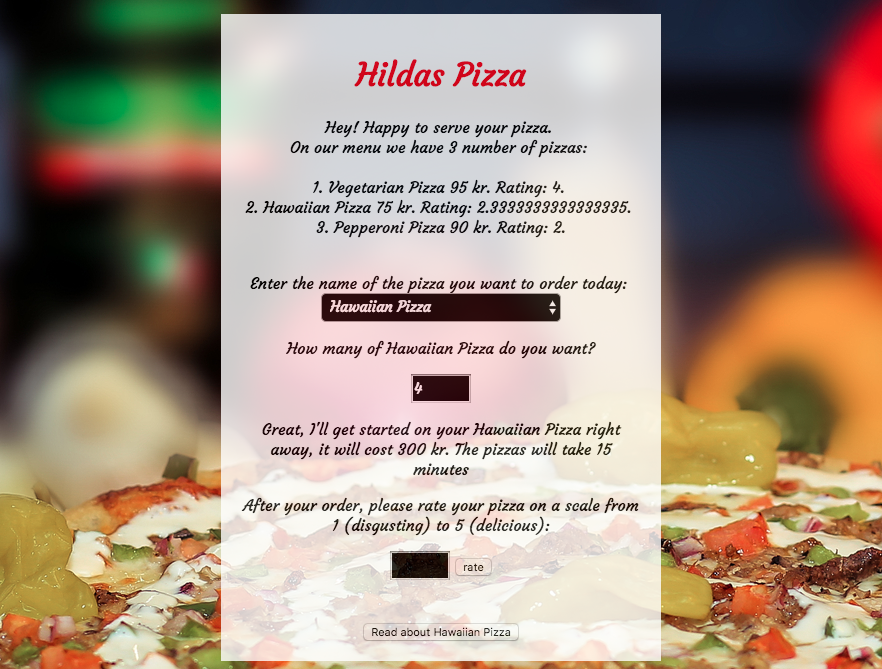 Hildas Pizza
Hey! Happy to serve your pizza.
On our menu we have 3 number of pizzas:
1. Vegetarian Pizza 95 kr. Rating: 4.
2. Hawaiian Pizza 75 kr. Rating: 2.3333333333333335.
3. Pepperoni Pizza 90 kr. Rating: 2.
Enter the name of the pizza you want to order today:
Hawaiian Pizza
How many of Hawaiian Pizza do you want?
4
Great, I'll get started on your Hawaiian Pizza right
away, it will cost 300 kr. The pizzas will take 15
minutes
After your order, please rate your pizza on a scale from
1 (disgusting) to 5 (delicious):
rate
Read about Hawaiian Pizza